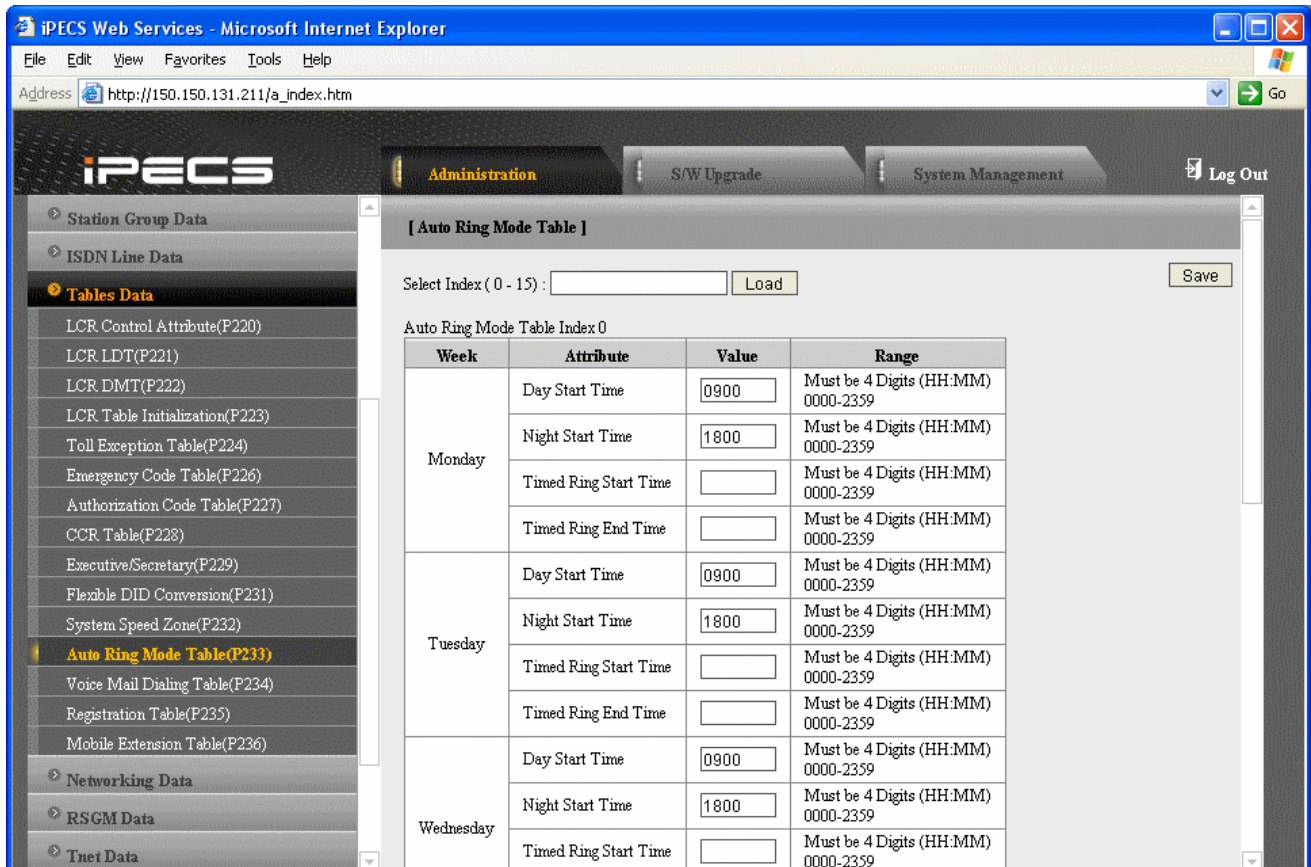 iPECS Web Services - Microsoft Internet Explorer
File Edit View Favorites Tools Help
Address http://150.150.131.211/a_index.htm Go
iPECS
Administration S/W Upgrade System Management Log Out
Station Group Data
ISDN Line Data
Tables Data
LCR Control Attribute(P220)
LCR LDT(P221)
LCR DMT(P222)
LCR Table Initialization(P223)
Toll Exception Table(P224)
Emergency Code Table(P226)
Authorization Code Table(P227)
CCR Table(P228)
Executive/Secretary(P229)
Flexible DID Conversion(P231)
System Speed Zone(P232)
Auto Ring Mode Table(P233)
Voice Mail Dialing Table(P234)
Registration Table(P235)
Mobile Extension Table(P236)
Networking Data
RSGM Data
Tnet Data
[ Auto Ring Mode Table ]
Select Index ( 0 - 15) : Load Save
Auto Ring Mode Table Index 0
Week Attribute Value Range
Monday
Day Start Time 0900 Must be 4 Digits (HH:MM)
0000-2359
Night Start Time 1800 Must be 4 Digits (HH:MM)
0000-2359
Timed Ring Start Time Must be 4 Digits (HH:MM)
0000-2359
Timed Ring End Time Must be 4 Digits (HH:MM)
0000-2359
Tuesday
Day Start Time 0900 Must be 4 Digits (HH:MM)
0000-2359
Night Start Time 1800 Must be 4 Digits (HH:MM)
0000-2359
Timed Ring Start Time Must be 4 Digits (HH:MM)
0000-2359
Timed Ring End Time Must be 4 Digits (HH:MM)
0000-2359
Wednesday
Day Start Time 0900 Must be 4 Digits (HH:MM)
0000-2359
Night Start Time 1800 Must be 4 Digits (HH:MM)
0000-2359
Timed Ring Start Time Must be 4 Digits (HH:MM)
0000-2359